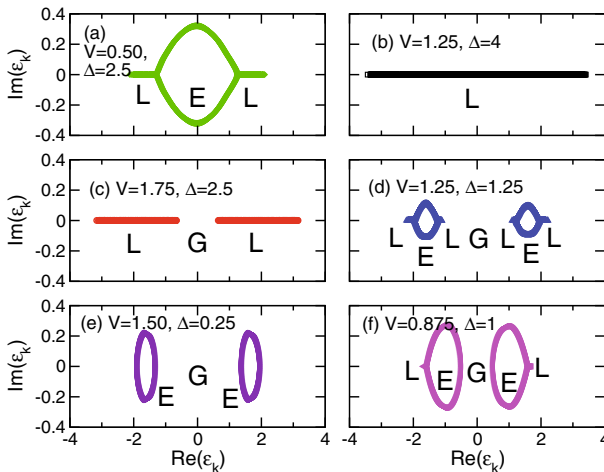 (a)
V=0.50,
Δ=2.5
L E L
Im(εk)
0.4
0.2
0
-0.2
-0.4
(b) V=1.25, Δ=4
L
(c) V=1.75, Δ=2.5
L G L
Im(εk)
0.4
0.2
0
-0.2
-0.4
(d) V=1.25, Δ=1.25
L L G L L
E E
(e) V=1.50, Δ=0.25
G
E E
Im(εk)
0.4
0.2
0
-0.2
-0.4
-4 -2 0 2 4
Re(εk)
(f) V=0.875, Δ=1
L E G E L
-4 -2 0 2 4
Re(εk)